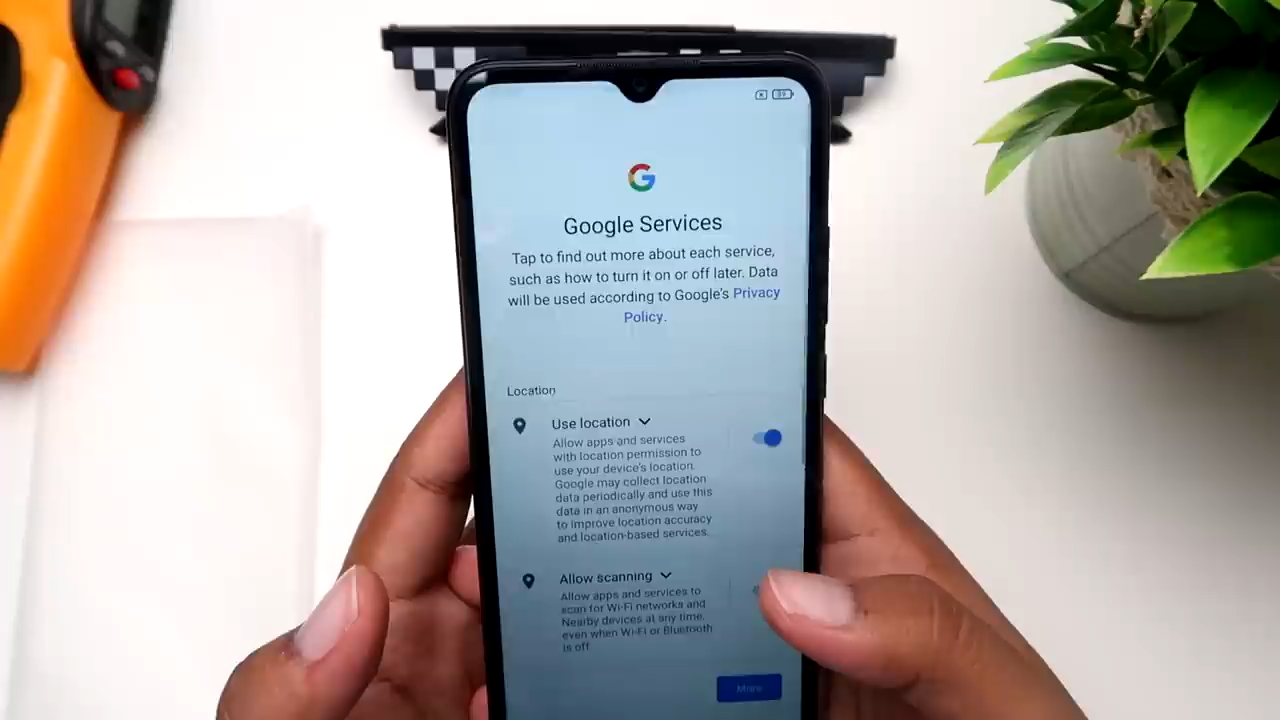 Google Services
Tap to find out more about each service,
such as how to turn it on or off later. Data
will be used according to Google's Privacy
Policy.
Location
Use location
Allow apps and services
with location permission to
use your device's location.
Google may collect location
data periodically and use this
data in an anonymous way
to improve location accuracy
and location-based services.
Allow scanning
Allow apps and services to
scan for Wi-Fi networks and
Nearby devices at any time,
even when Wi-Fi or Bluetooth
is off
More